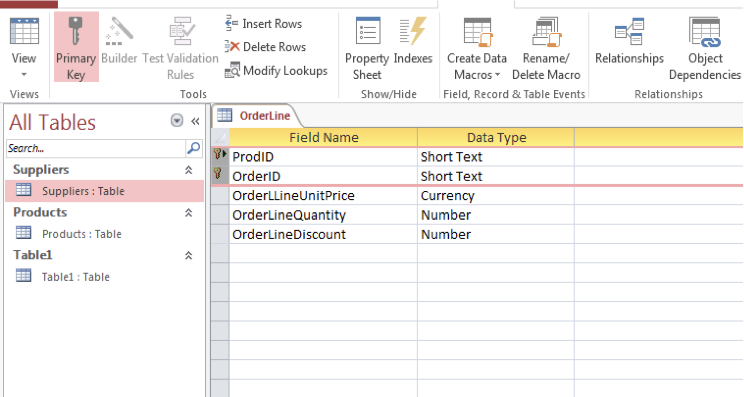 View
Primary Key
Builder
Test Validation Rules
Insert Rows
Delete Rows
Modify Lookups
Property Sheet
Indexes
Create Data Macros
Rename/ Delete Macro
Relationships
Object Dependencies
Views
Tools
Show/Hide
Field, Record & Table Events
Relationships
All Tables
Search...
Suppliers
Suppliers : Table
Products
Products : Table
Table1
Table1 : Table
OrderLine
Field Name Data Type
ProdID Short Text
OrderID Short Text
OrderLLineUnitPrice Currency
OrderLineQuantity Number
OrderLineDiscount Number